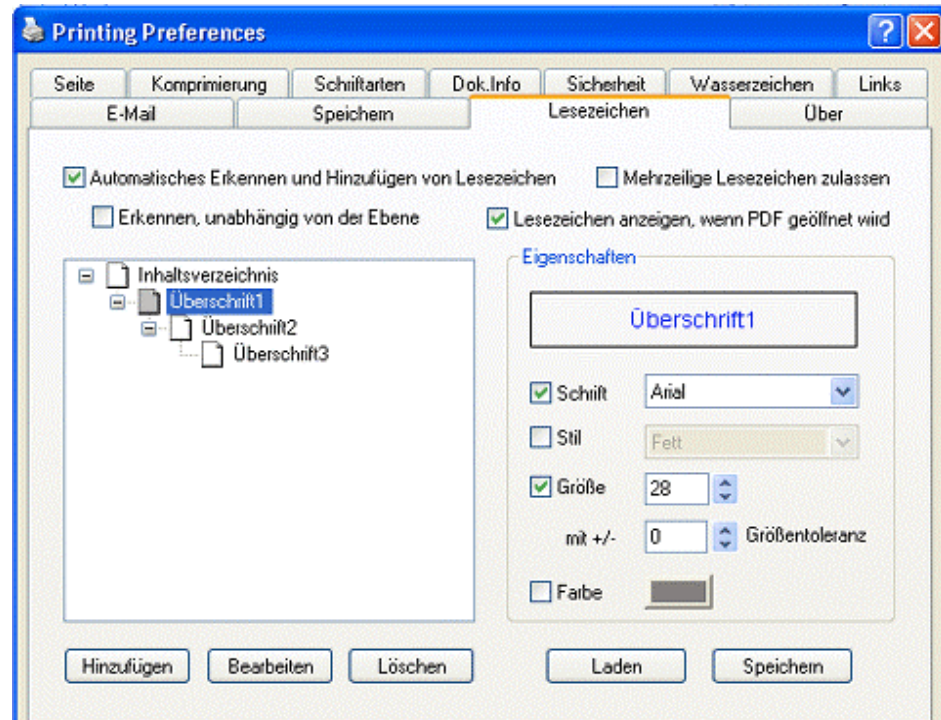 Printing Preferences
Seite Komprimierung Schriftarten Dok.Info Sicherheit Wasserzeichen Links
E-Mail Speichern Lesezeichen Über
Automatisches Erkennen und Hinzufügen von Lesezeichen Mehrzeilige Lesezeichen zulassen
Erkennen, unabhängig von der Ebene Lesezeichen anzeigen, wenn PDF geöffnet wird
Inhaltsverzeichnis
Überschrift1
Überschrift2
Überschrift3
Eigenschaften
Überschrift1
Schrift Arial
Stil Fett
Größe 28
mit +/- 0 Größentoleranz
Farbe
Hinzufügen Bearbeiten Löschen Laden Speichern